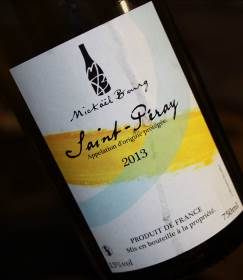 Mickaël Bourg
Saint-Péray
Appellation d'origine protégée
2013
PRODUIT DE FRANCE
Mis en bouteille à la propriété.
750ml